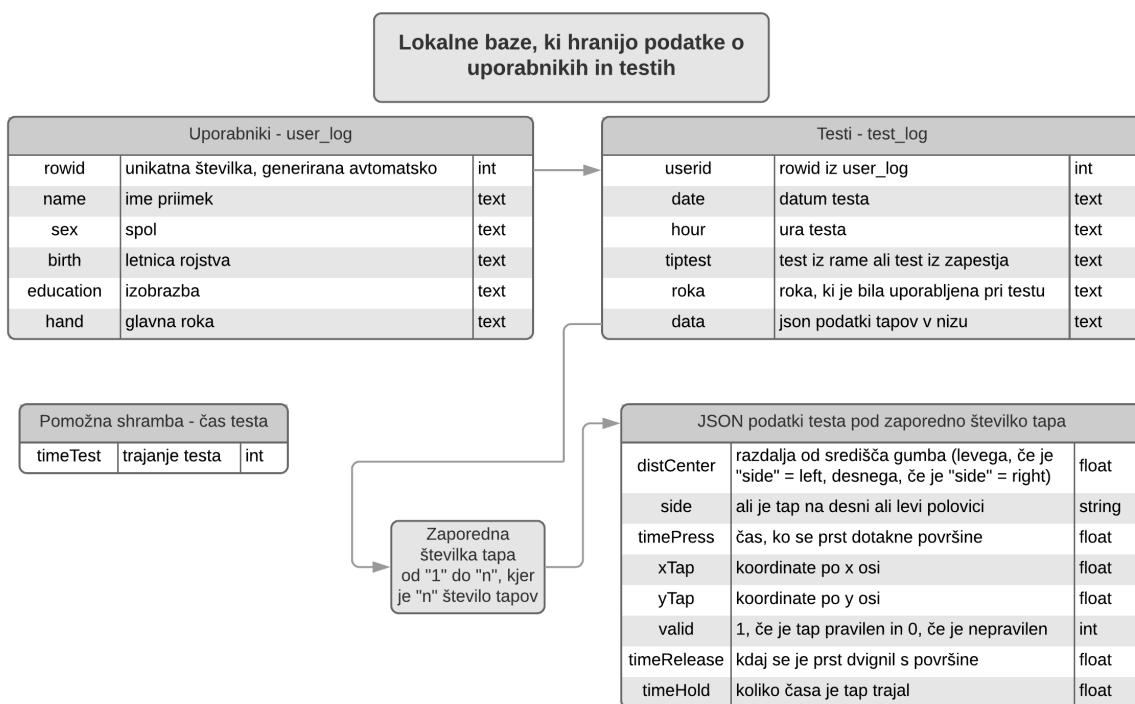 Lokalne baze, ki hranijo podatke o
uporabnikih in testih
Uporabniki - user_log
rowid unikatna številka, generirana avtomatsko int
name ime priimek text
sex spol text
birth letnica rojstva text
education izobrazba text
hand glavna roka text
Testi - test_log
userid rowid iz user_log int
date datum testa text
hour ura testa text
tiptest test iz rame ali test iz zapestja text
roka roka, ki je bila uporabljena pri testu text
data json podatki tapov v nizu text
Pomožna shramba - čas testa
timeTest trajanje testa int
Zaporedna
številka tapa
od "1" do "n", kjer
je "n" število tapov
JSON podatki testa pod zaporedno številko tapa
distCenter razdalja od središča gumba (levega, če je
"side" = left, desnega, če je "side" = right) float
side ali je tap na desni ali levi polovici string
timePress čas, ko se prst dotakne površine float
xTap koordinate po x osi float
yTap koordinate po y osi float
valid 1, če je tap pravilen in 0, če je nepravilen int
timeRelease kdaj se je prst dvignil s površine float
timeHold koliko časa je tap trajal float